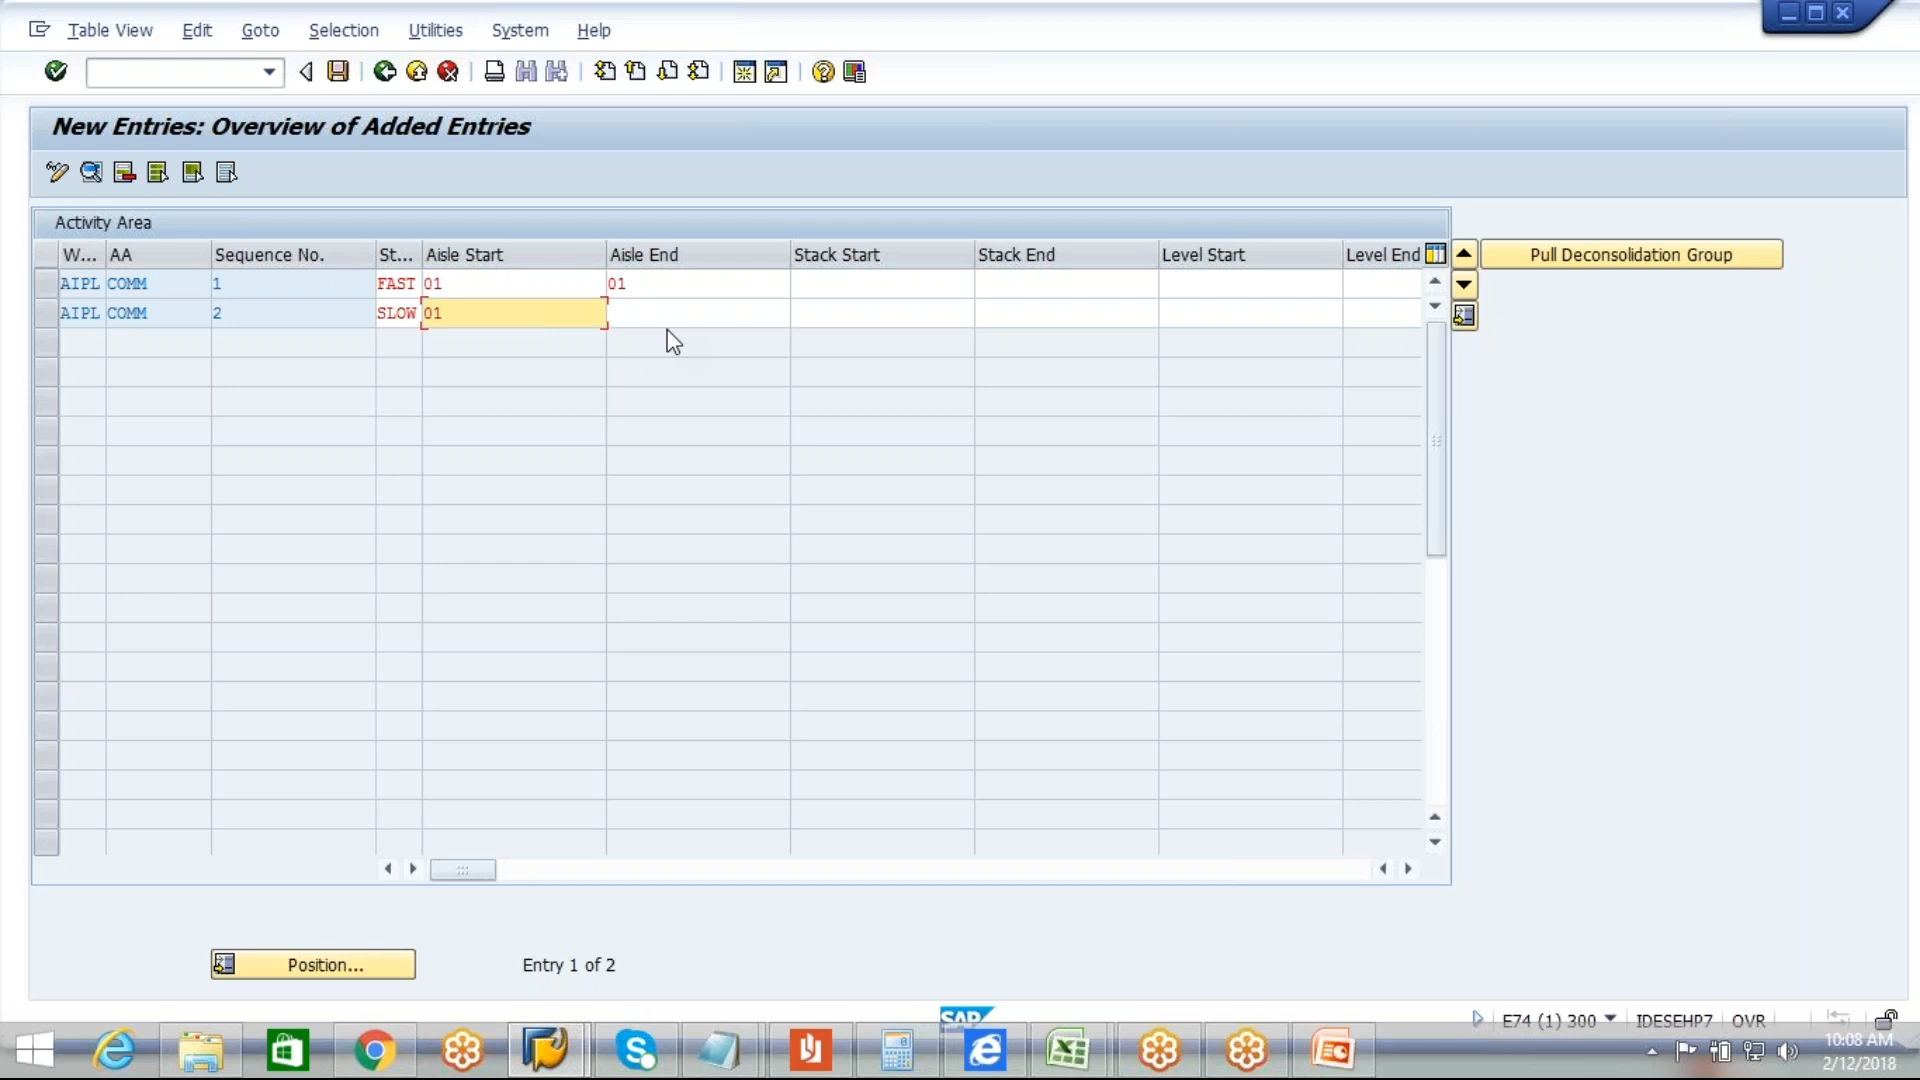 Table View Edit Goto Selection Utilities System Help
New Entries: Overview of Added Entries
Activity Area
W... AA Sequence No. St... Aisle Start Aisle End Stack Start Stack End Level Start Level End
Pull Deconsolidation Group
AIPL COMM 1 FAST 01 01
AIPL COMM 2 SLOW 01
Position... Entry 1 of 2
SAP
E74 (1) 300 IDESEHP7 OVR
10:08 AM
2/12/2018